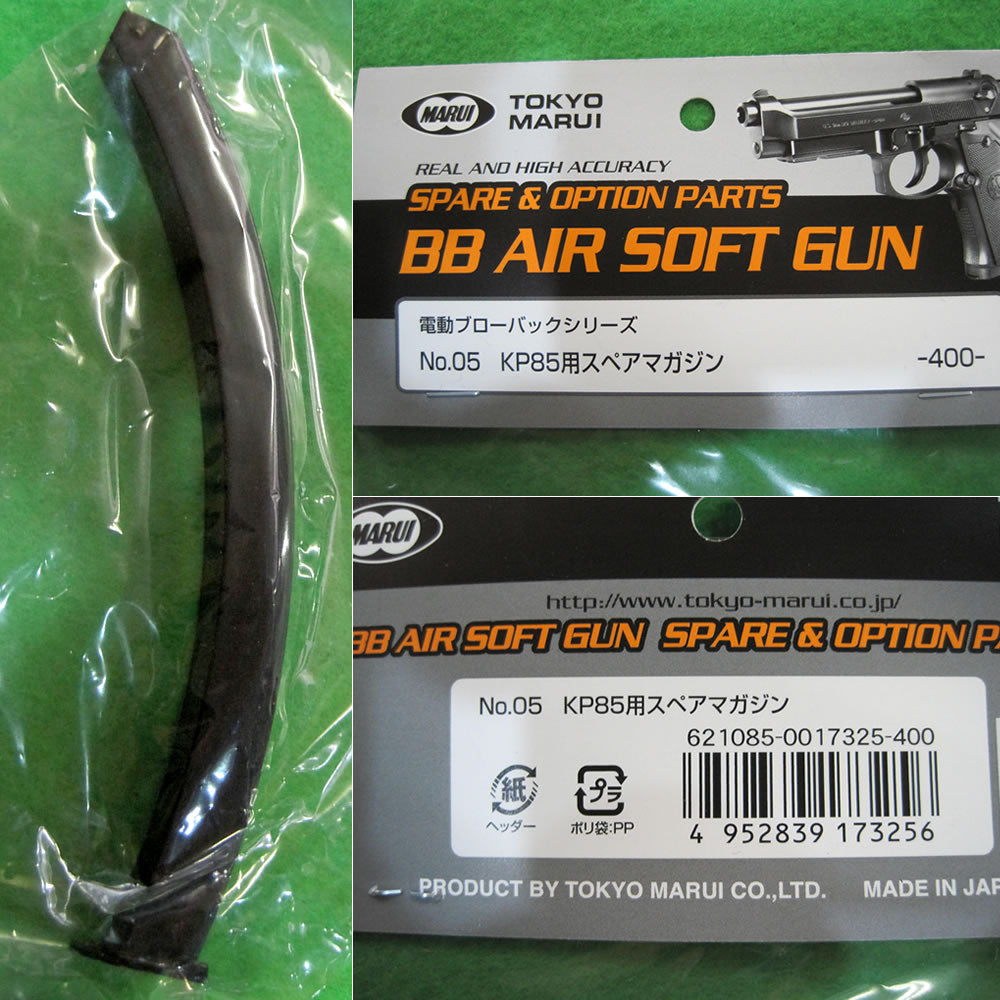 MARUI
TOKYO
MARUI
REAL AND HIGH ACCURACY
SPARE & OPTION PARTS
BB AIR SOFT GUN
電動ブローバックシリーズ
No.05 KP85用スペアマガジン -400-
MARUI
http://www.tokyo-marui.co.jp/
BB AIR SOFT GUN SPARE & OPTION PA
No.05 KP85用スペアマガジン
621085-0017325-400
紙
ヘッダー
プラ
ポリ袋:PP
4 952839 173256
PRODUCT BY TOKYO MARUI CO.,LTD. MADE IN JAP